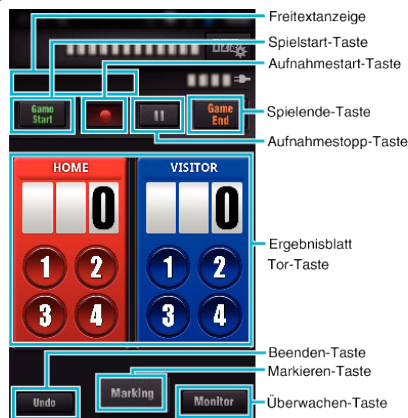 Freitextanzeige
Spielstart-Taste
Aufnahmestart-Taste
Game
Start
Game
End
Spielende-Taste
Aufnahmestopp-Taste
HOME
VISITOR
0
0
Ergebnisblatt
Tor-Taste
1 2
1 2
3 4
3 4
Beenden-Taste
Markieren-Taste
Undo
Marking
Monitor
Überwachen-Taste